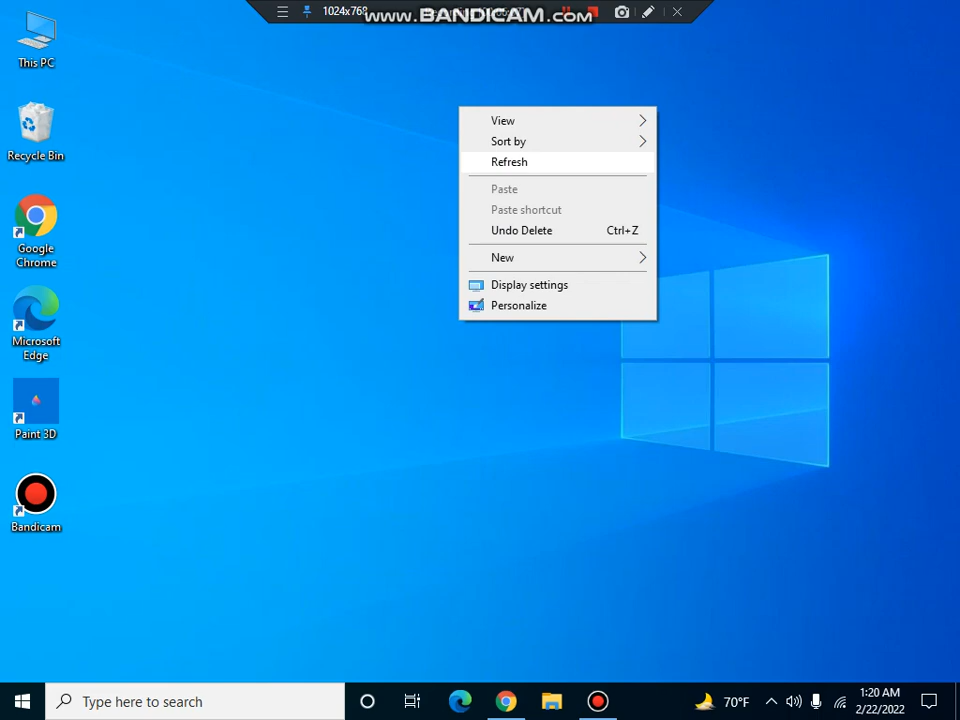 1024x768
www.BANDICAM.com
This PC
Recycle Bin
Google
Chrome
Microsoft
Edge
Paint 3D
Bandicam
View
Sort by
Refresh
Paste
Paste shortcut
Undo Delete Ctrl+Z
New
Display settings
Personalize
Type here to search
70°F
1:20 AM
2/22/2022